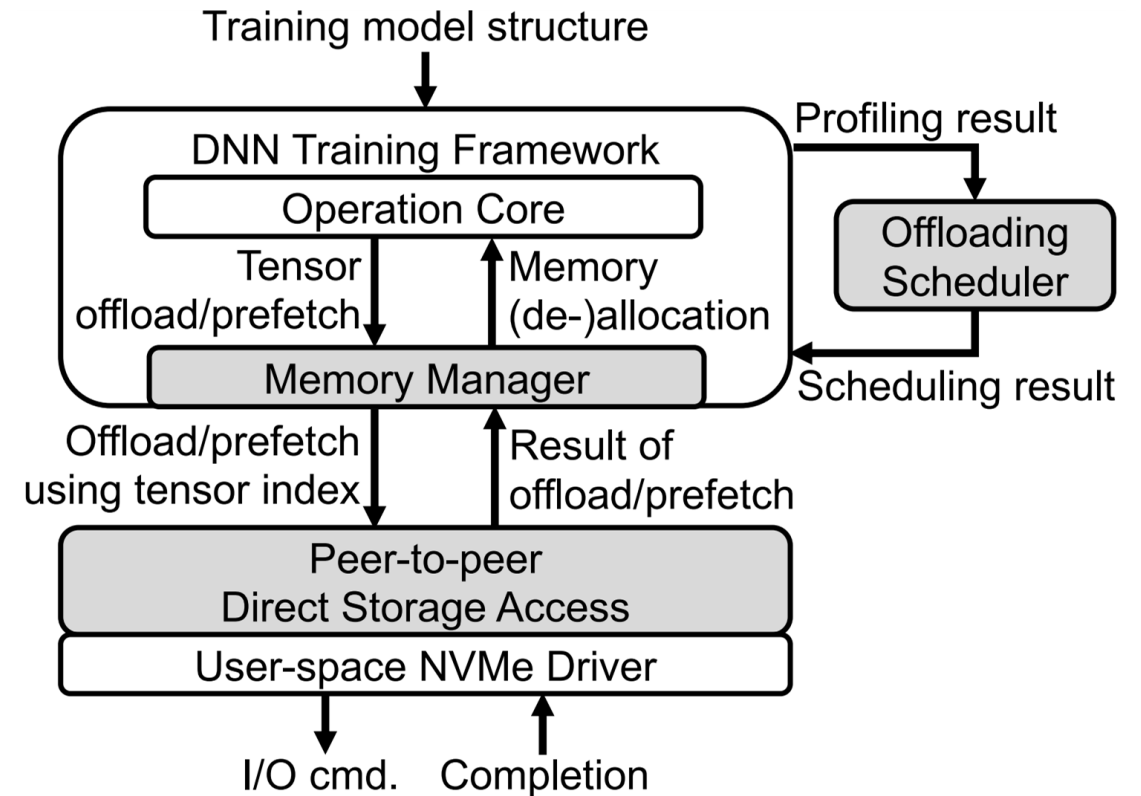 Training model structure
DNN Training Framework
Operation Core
Tensor
offload/prefetch
Memory
(de-)allocation
Memory Manager
Profiling result
Offloading
Scheduler
Scheduling result
Offload/prefetch
using tensor index
Result of
offload/prefetch
Peer-to-peer
Direct Storage Access
User-space NVMe Driver
I/O cmd.
Completion